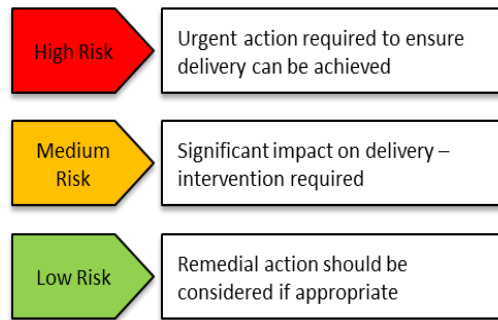 High Risk
Urgent action required to ensure
delivery can be achieved
Medium
Risk
Significant impact on delivery –
intervention required
Low Risk
Remedial action should be
considered if appropriate